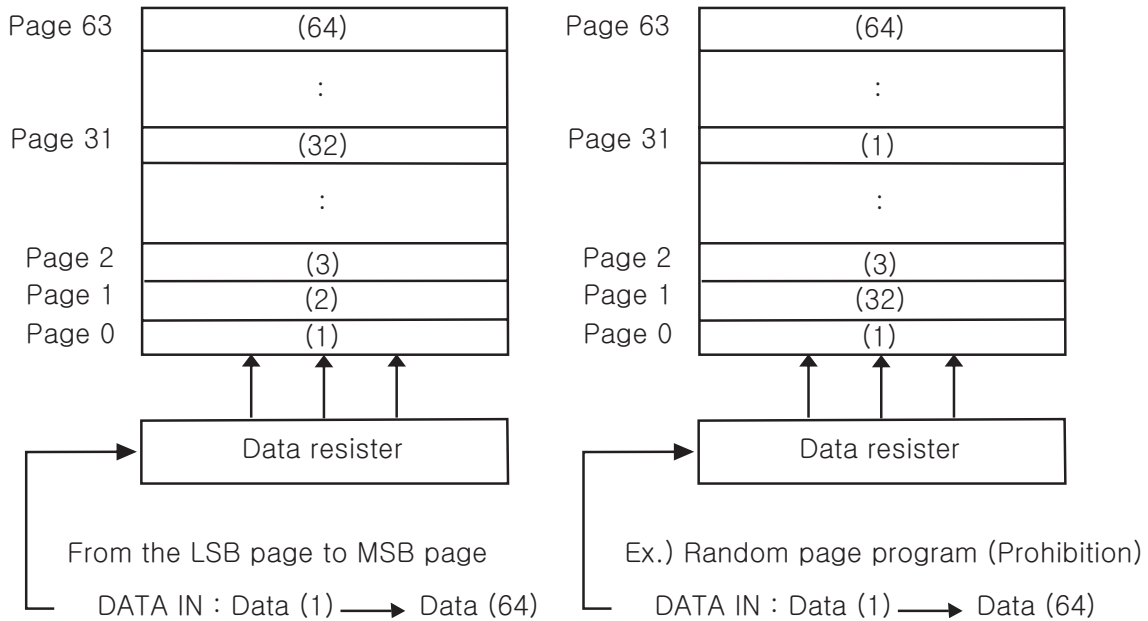 Page 63 (64)
:
Page 31 (32)
:
Page 2 (3)
Page 1 (2)
Page 0 (1)
Data resister
From the LSB page to MSB page
DATA IN : Data (1) Data (64)
Page 63 (64)
:
Page 31 (1)
:
Page 2 (3)
Page 1 (32)
Page 0 (1)
Data resister
Ex.) Random page program (Prohibition)
DATA IN : Data (1) Data (64)